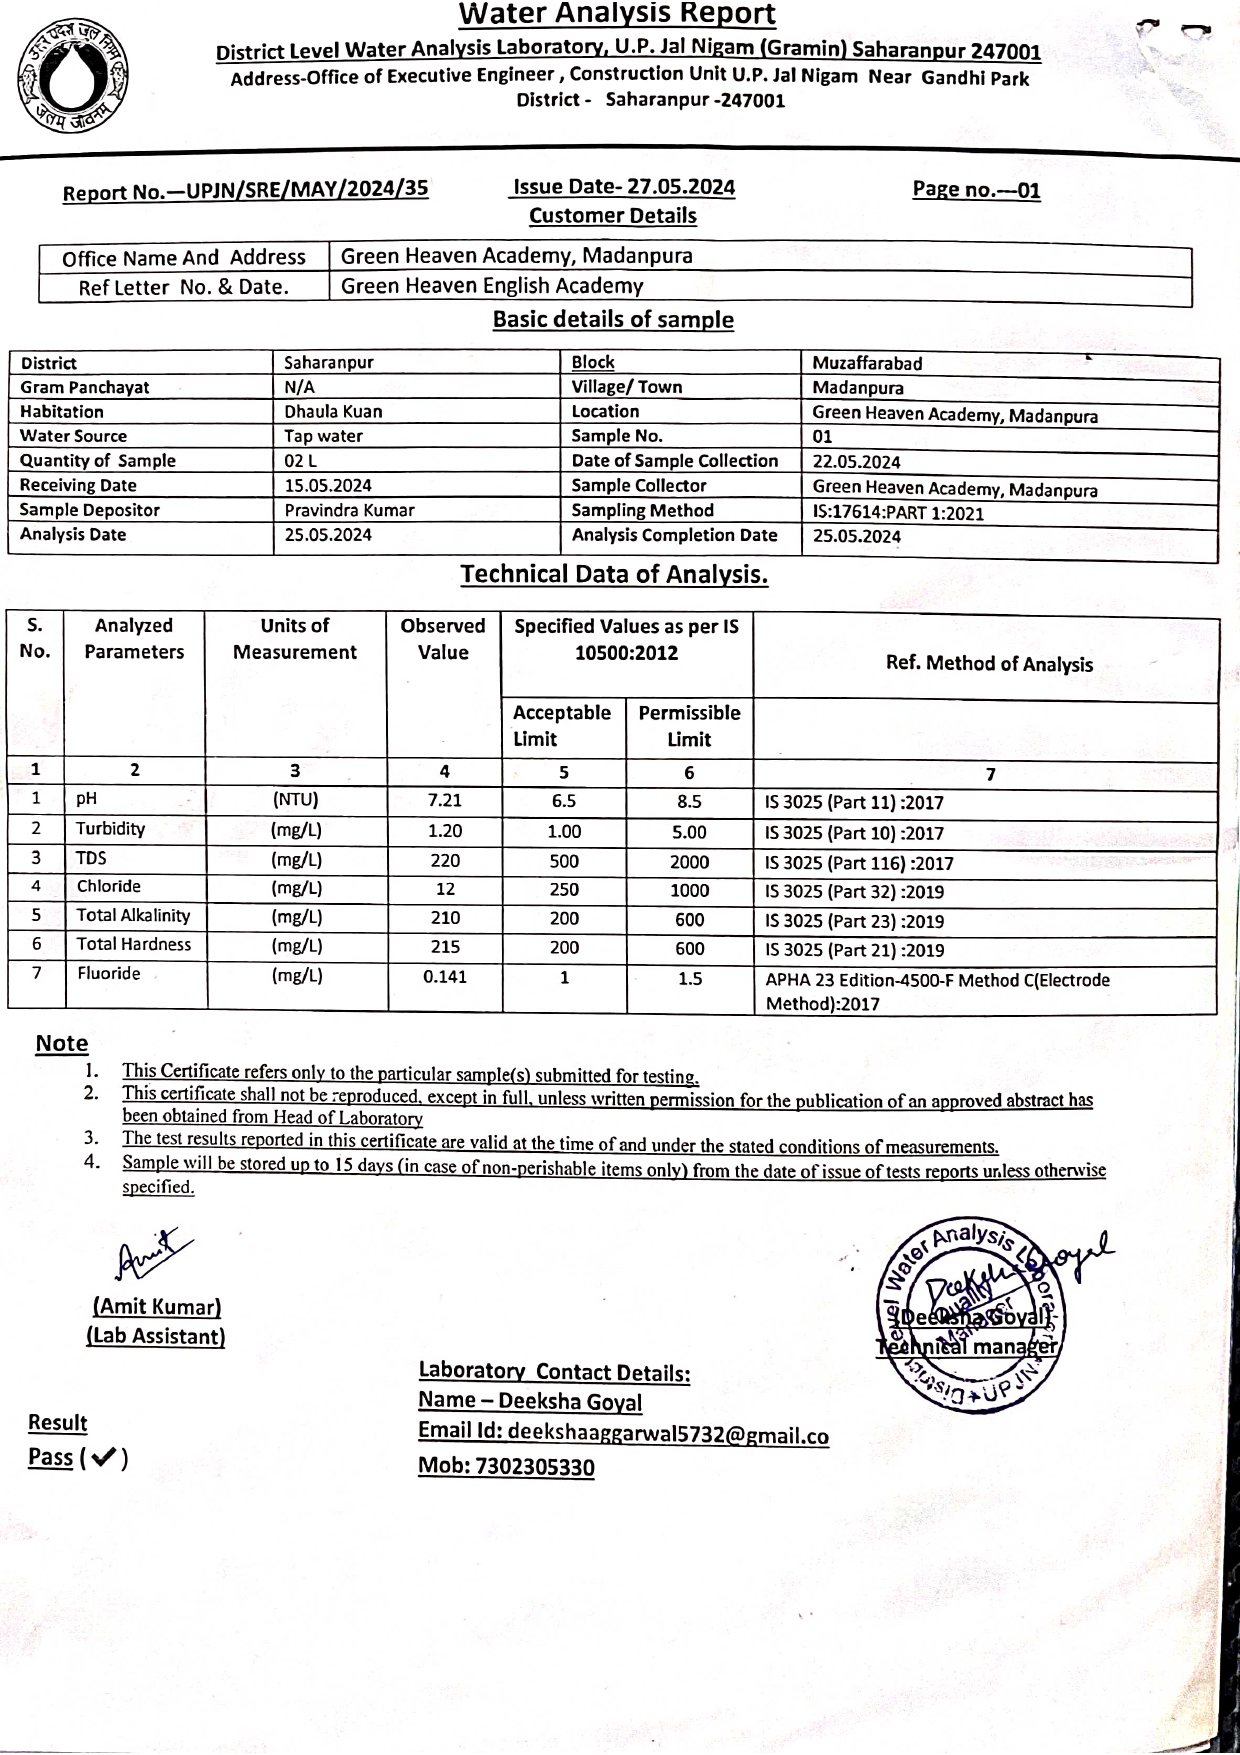 Water Analysis Report
उत्तर प्रदेश जल निगम
जलम् जीवनम्
District Level Water Analysis Laboratory, U.P. Jal Nigam (Gramin) Saharanpur 247001
Address-Office of Executive Engineer , Construction Unit U.P. Jal Nigam Near Gandhi Park
District - Saharanpur -247001
Report No.—UPJN/SRE/MAY/2024/35 Issue Date- 27.05.2024 Page no.---01
Customer Details
Office Name And Address Green Heaven Academy, Madanpura
Ref Letter No. & Date. Green Heaven English Academy
Basic details of sample
District Saharanpur Block Muzaffarabad
Gram Panchayat N/A Village/ Town Madanpura
Habitation Dhaula Kuan Location Green Heaven Academy, Madanpura
Water Source Tap water Sample No. 01
Quantity of Sample 02 L Date of Sample Collection 22.05.2024
Receiving Date 15.05.2024 Sample Collector Green Heaven Academy, Madanpura
Sample Depositor Pravindra Kumar Sampling Method IS:17614:PART 1:2021
Analysis Date 25.05.2024 Analysis Completion Date 25.05.2024
Technical Data of Analysis.
S. Analyzed Units of Observed Specified Values as per IS
No. Parameters Measurement Value 10500:2012 Ref. Method of Analysis
Acceptable Permissible
Limit Limit
1 2 3 4 5 6 7
1 pH (NTU) 7.21 6.5 8.5 IS 3025 (Part 11) :2017
2 Turbidity (mg/L) 1.20 1.00 5.00 IS 3025 (Part 10) :2017
3 TDS (mg/L) 220 500 2000 IS 3025 (Part 116) :2017
4 Chloride (mg/L) 12 250 1000 IS 3025 (Part 32) :2019
5 Total Alkalinity (mg/L) 210 200 600 IS 3025 (Part 23) :2019
6 Total Hardness (mg/L) 215 200 600 IS 3025 (Part 21) :2019
7 Fluoride (mg/L) 0.141 1 1.5 APHA 23 Edition-4500-F Method C(Electrode
Method):2017
Note
1. This Certificate refers only to the particular sample(s) submitted for testing.
2. This certificate shall not be reproduced, except in full, unless written permission for the publication of an approved abstract has
been obtained from Head of Laboratory
3. The test results reported in this certificate are valid at the time of and under the stated conditions of measurements.
4. Sample will be stored up to 15 days (in case of non-perishable items only) from the date of issue of tests reports unless otherwise
specified.
Amit
(Amit Kumar)
(Lab Assistant)
Deeksha Goyal
District Level Water Analysis Laboratory UPJN
Quality
Manager
(Deeksha Goyal)
Technical manager
Laboratory Contact Details:
Name – Deeksha Goyal
Email Id: deekshaaggarwal5732@gmail.co
Mob: 7302305330
Result
Pass (✔)